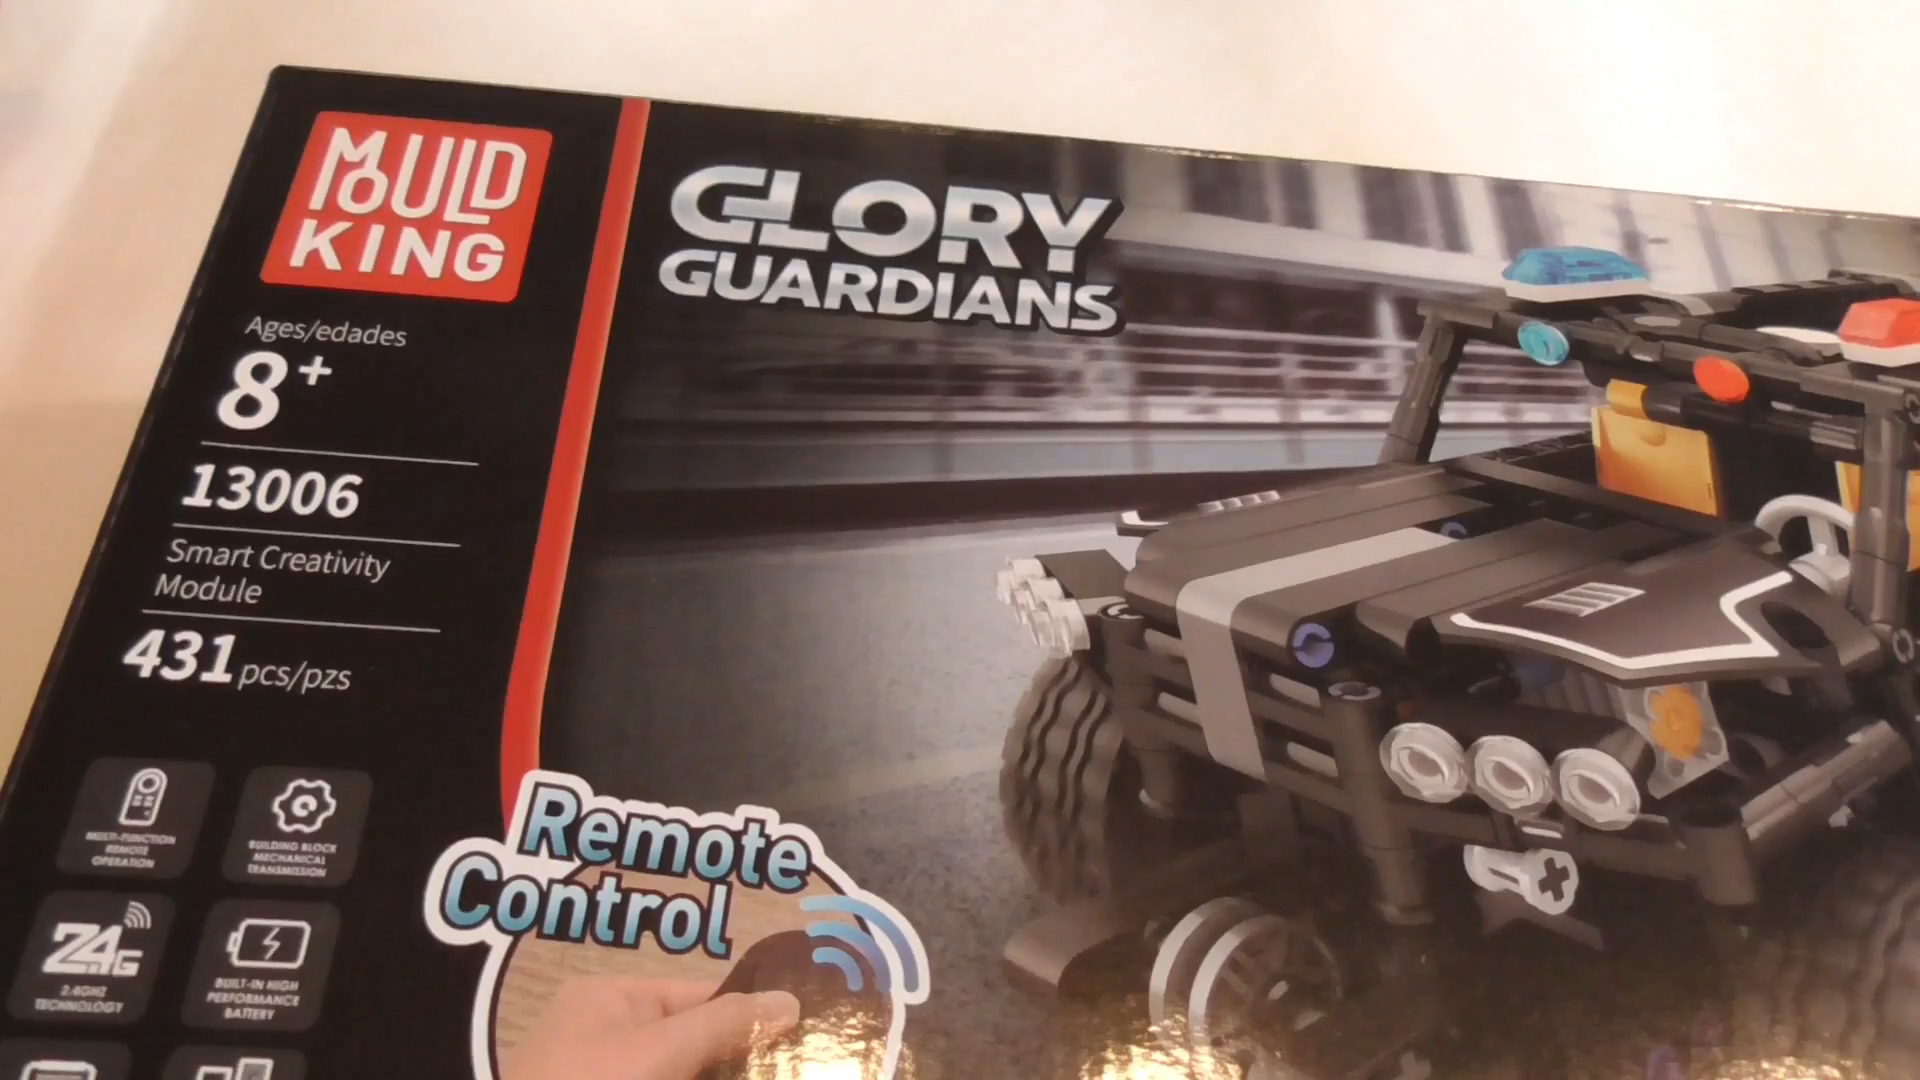 MOULD
KING
GLORY
GUARDIANS
Ages/edades
8+
13006
Smart Creativity
Module
431 pcs/pzs
MULTI-FUNCTION
REMOTE
OPERATION
BUILDING BLOCK
MECHANICAL
TRANSMISSION
Remote
Control
2.4G
2.4GHZ
TECHNOLOGY
BUILT-IN HIGH
PERFORMANCE
BATTERY